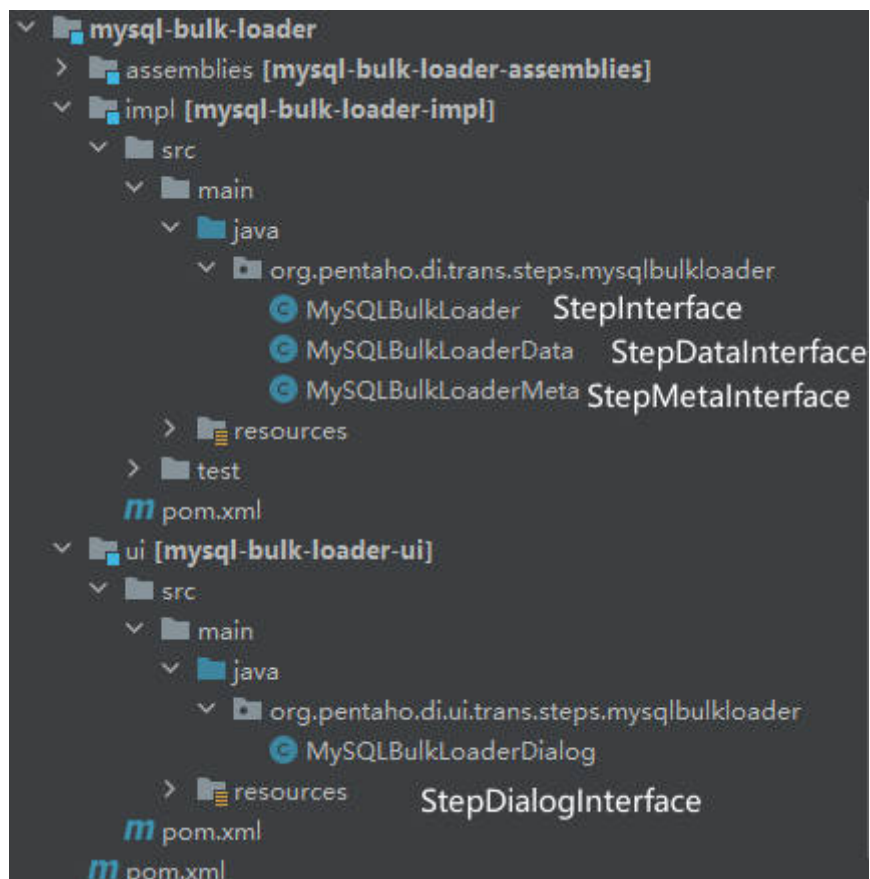 mysql-bulk-loader
assemblies [mysql-bulk-loader-assemblies]
impl [mysql-bulk-loader-impl]
src
main
java
org.pentaho.di.trans.steps.mysqlbulkloader
MySQLBulkLoader StepInterface
MySQLBulkLoaderData StepDataInterface
MySQLBulkLoaderMeta StepMetaInterface
resources
test
pom.xml
ui [mysql-bulk-loader-ui]
src
main
java
org.pentaho.di.ui.trans.steps.mysqlbulkloader
MySQLBulkLoaderDialog
resources StepDialogInterface
pom.xml
pom.xml